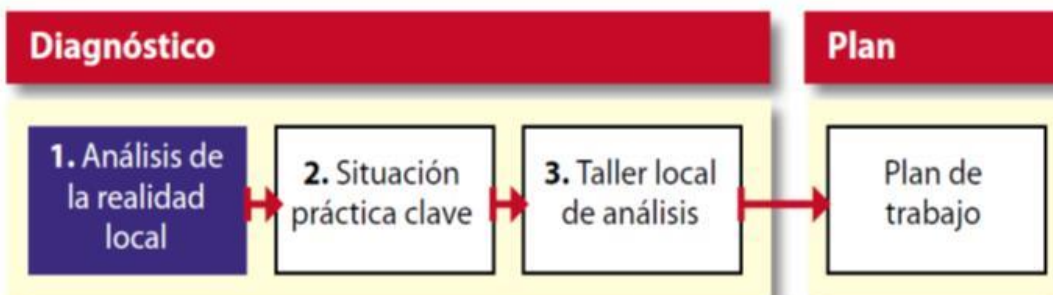 Diagnóstico
Plan
1. Análisis de
la realidad
local
2. Situación
práctica clave
3. Taller local
de análisis
Plan de
trabajo